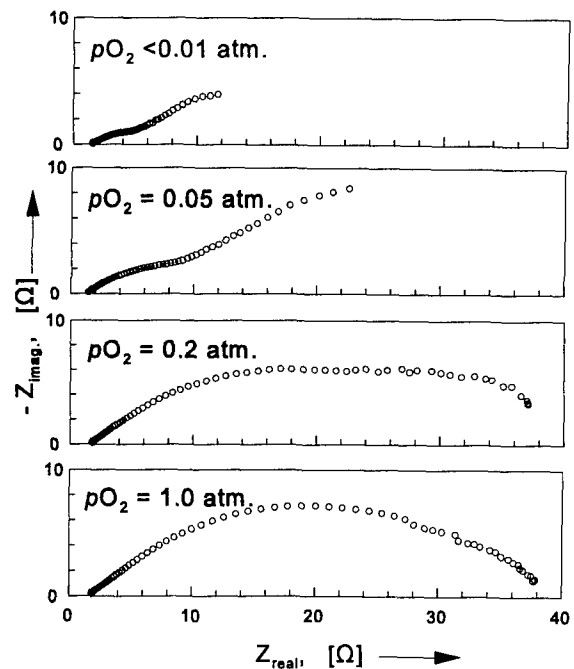 10
pO2 <0.01 atm.
0
10
pO2 = 0.05 atm.
0
10
pO2 = 0.2 atm.
0
10
pO2 = 1.0 atm.
0
0 10 20 30 40
- Zimag., [Ω]
Zreal, [Ω]